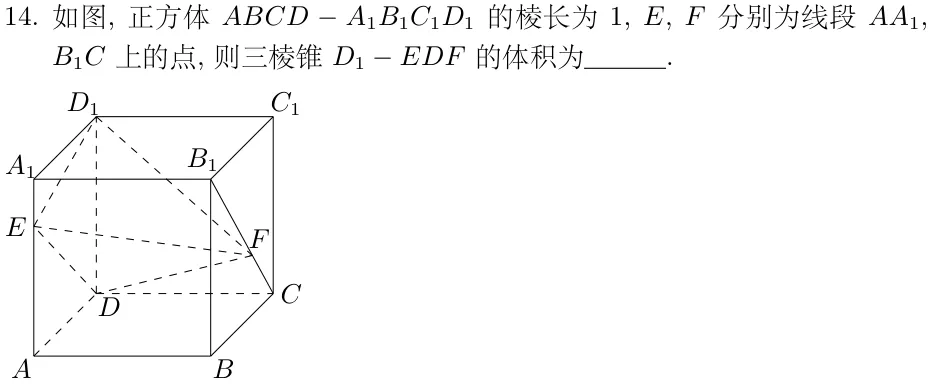 14. 如图, 正方体 ABCD − A₁B₁C₁D₁ 的棱长为 1, E, F 分别为线段 AA₁,
B₁C 上的点, 则三棱锥 D₁ − EDF 的体积为______.
D₁ C₁
A₁ B₁
E F
D C
A B